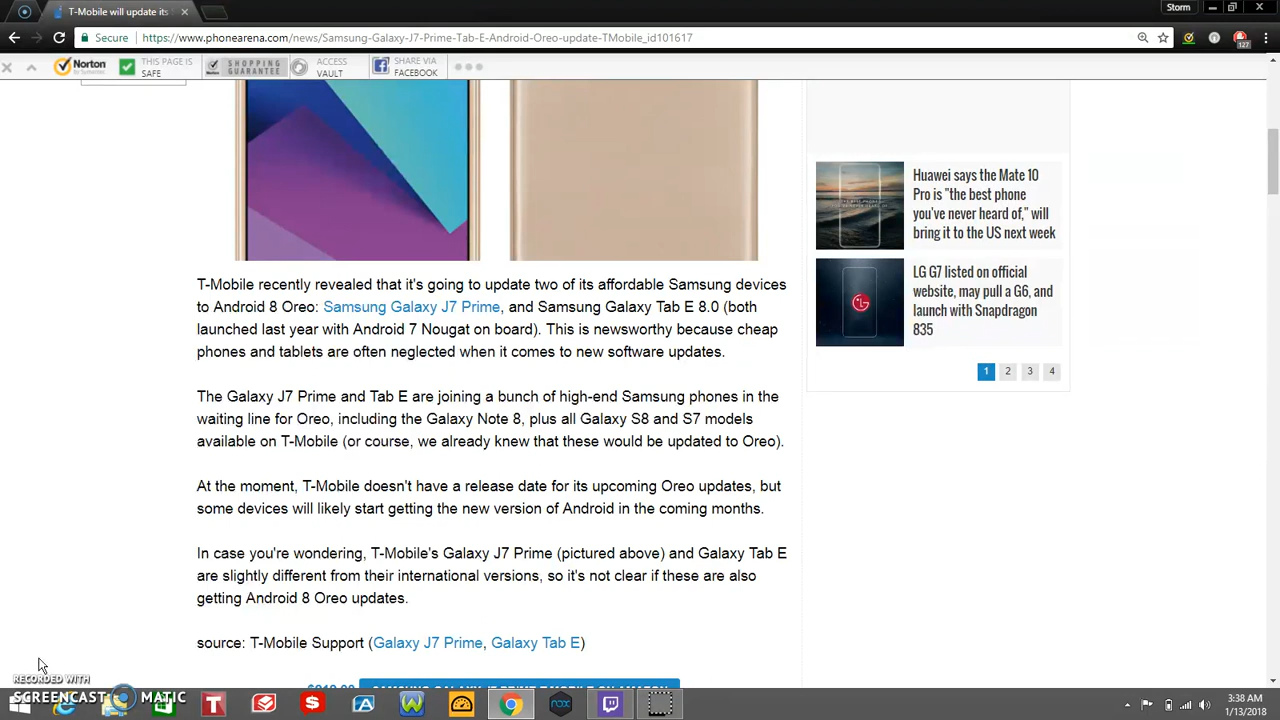 T-Mobile will update its
Storm
Secure
https://www.phonearena.com/news/Samsung-Galaxy-J7-Prime-Tab-E-Android-Oreo-update-TMobile_id101617
127
Norton
by Symantec
THIS PAGE IS
SAFE
SHOPPING
GUARANTEE
ACCESS
VAULT
SHARE VIA
FACEBOOK
T-Mobile recently revealed that it's going to update two of its affordable Samsung devices
to Android 8 Oreo: Samsung Galaxy J7 Prime, and Samsung Galaxy Tab E 8.0 (both
launched last year with Android 7 Nougat on board). This is newsworthy because cheap
phones and tablets are often neglected when it comes to new software updates.
The Galaxy J7 Prime and Tab E are joining a bunch of high-end Samsung phones in the
waiting line for Oreo, including the Galaxy Note 8, plus all Galaxy S8 and S7 models
available on T-Mobile (or course, we already knew that these would be updated to Oreo).
At the moment, T-Mobile doesn't have a release date for its upcoming Oreo updates, but
some devices will likely start getting the new version of Android in the coming months.
In case you're wondering, T-Mobile's Galaxy J7 Prime (pictured above) and Galaxy Tab E
are slightly different from their international versions, so it's not clear if these are also
getting Android 8 Oreo updates.
source: T-Mobile Support (Galaxy J7 Prime, Galaxy Tab E)
Huawei says the Mate 10
Pro is "the best phone
you've never heard of," will
bring it to the US next week
LG G7 listed on official
website, may pull a G6, and
launch with Snapdragon
835
1 2 3 4
RECORDED WITH
SCREENCAST MATIC
nox
3:38 AM
1/13/2018